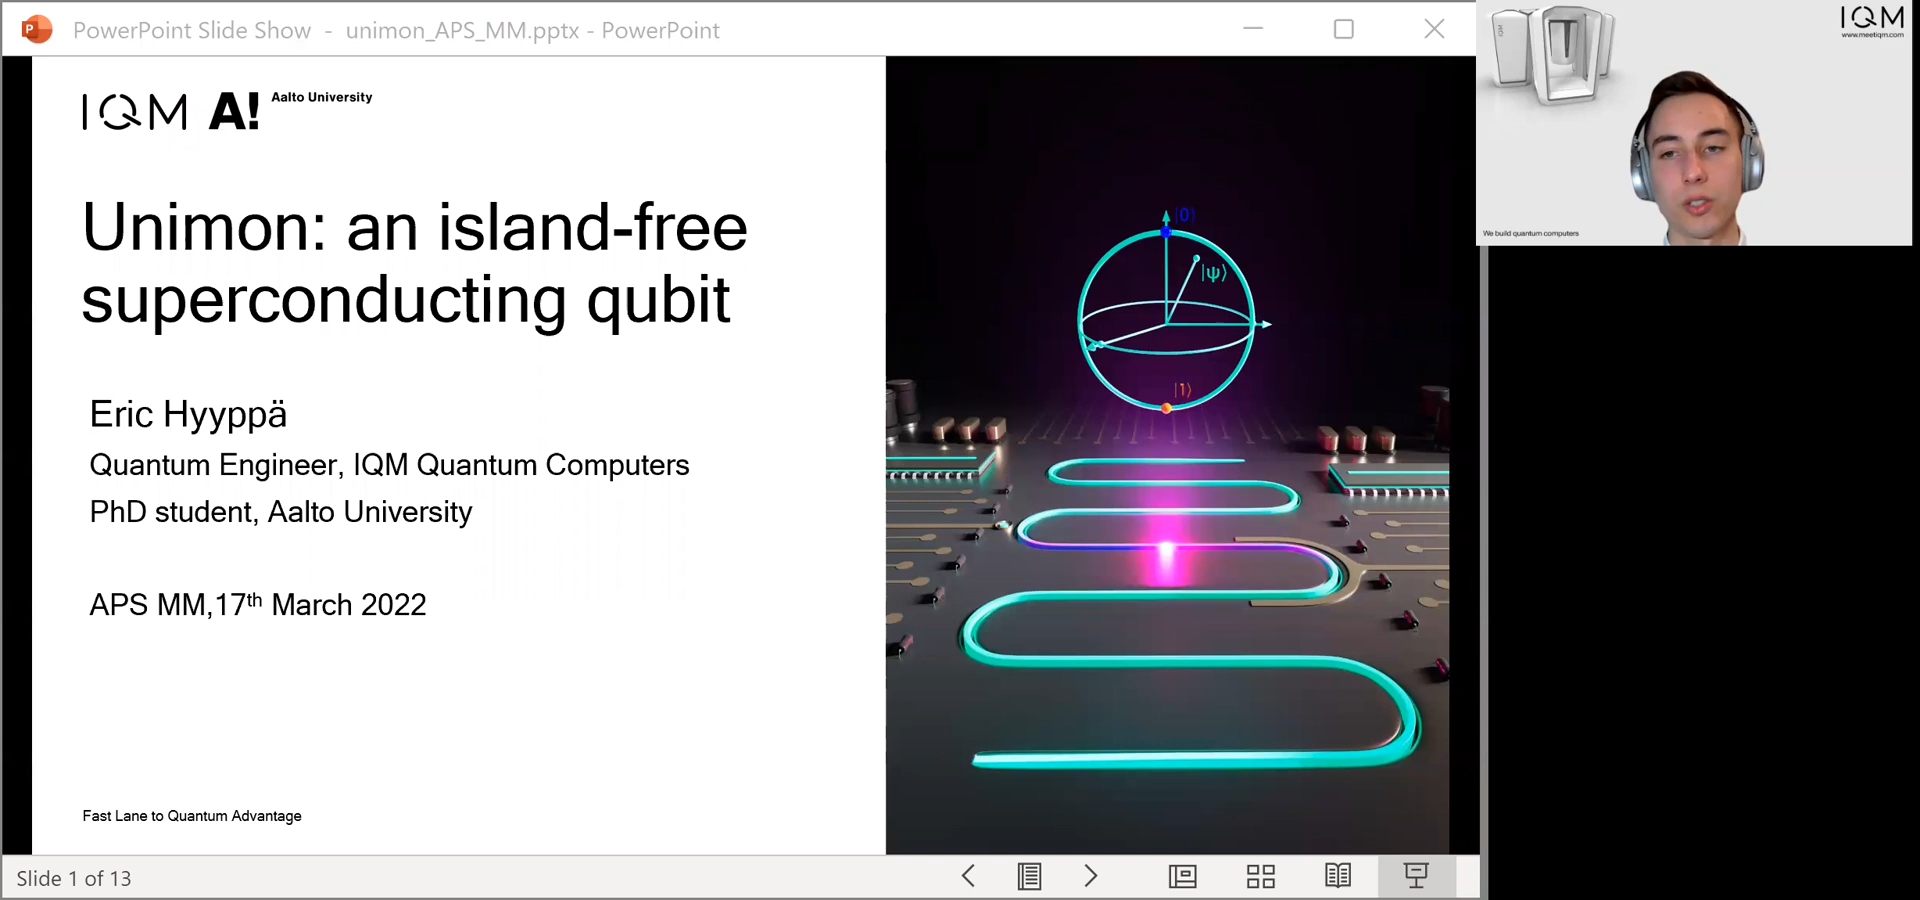 PowerPoint Slide Show - unimon_APS_MM.pptx - PowerPoint
IQM
www.meetiqm.com
IQM
We build quantum computers
IQM A! Aalto University
Unimon: an island-free
superconducting qubit
Eric Hyyppä
Quantum Engineer, IQM Quantum Computers
PhD student, Aalto University
APS MM,17th March 2022
Fast Lane to Quantum Advantage
|0⟩
|ψ⟩
|1⟩
Slide 1 of 13